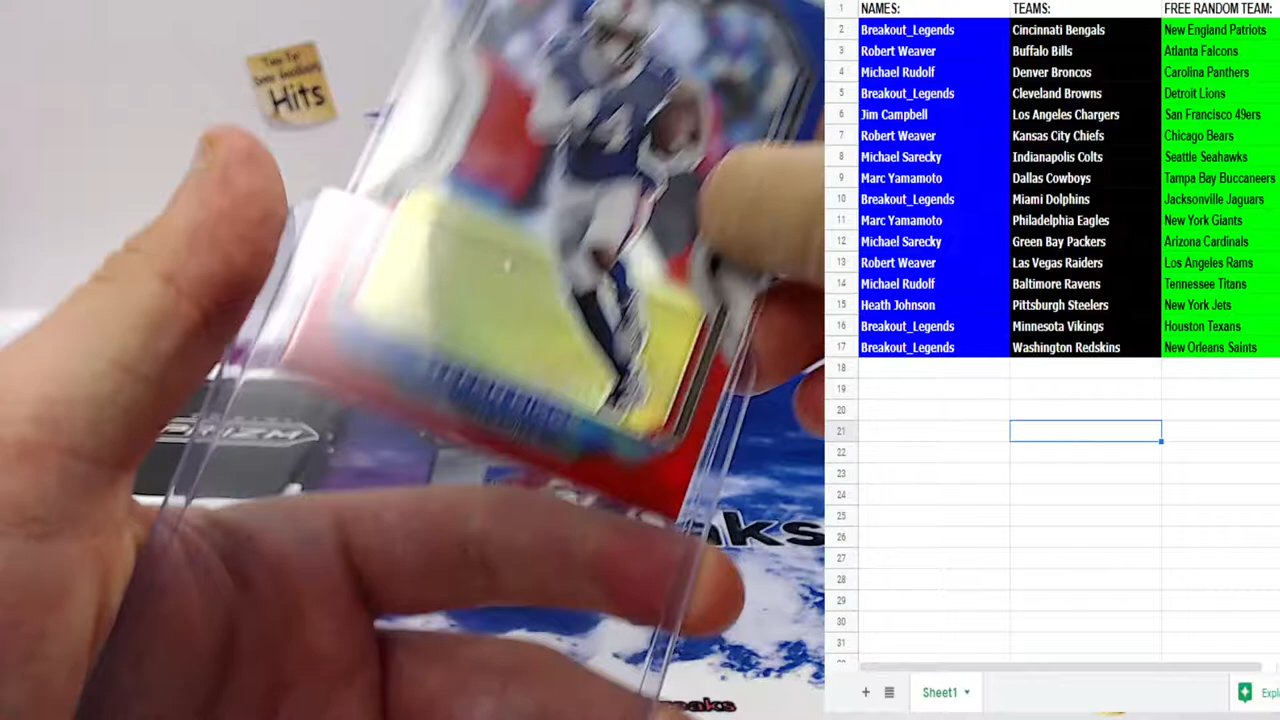 Hits
aks
eaks
1 NAMES: TEAMS: FREE RANDOM TEAM:
2 Breakout_Legends Cincinnati Bengals New England Patriots
3 Robert Weaver Buffalo Bills Atlanta Falcons
4 Michael Rudolf Denver Broncos Carolina Panthers
5 Breakout_Legends Cleveland Browns Detroit Lions
6 Jim Campbell Los Angeles Chargers San Francisco 49ers
7 Robert Weaver Kansas City Chiefs Chicago Bears
8 Michael Sarecky Indianapolis Colts Seattle Seahawks
9 Marc Yamamoto Dallas Cowboys Tampa Bay Buccaneers
10 Breakout_Legends Miami Dolphins Jacksonville Jaguars
11 Marc Yamamoto Philadelphia Eagles New York Giants
12 Michael Sarecky Green Bay Packers Arizona Cardinals
13 Robert Weaver Las Vegas Raiders Los Angeles Rams
14 Michael Rudolf Baltimore Ravens Tennessee Titans
15 Heath Johnson Pittsburgh Steelers New York Jets
16 Breakout_Legends Minnesota Vikings Houston Texans
17 Breakout_Legends Washington Redskins New Orleans Saints
18
19
20
21
22
23
24
25
26
27
28
29
30
31
Sheet1
Expl